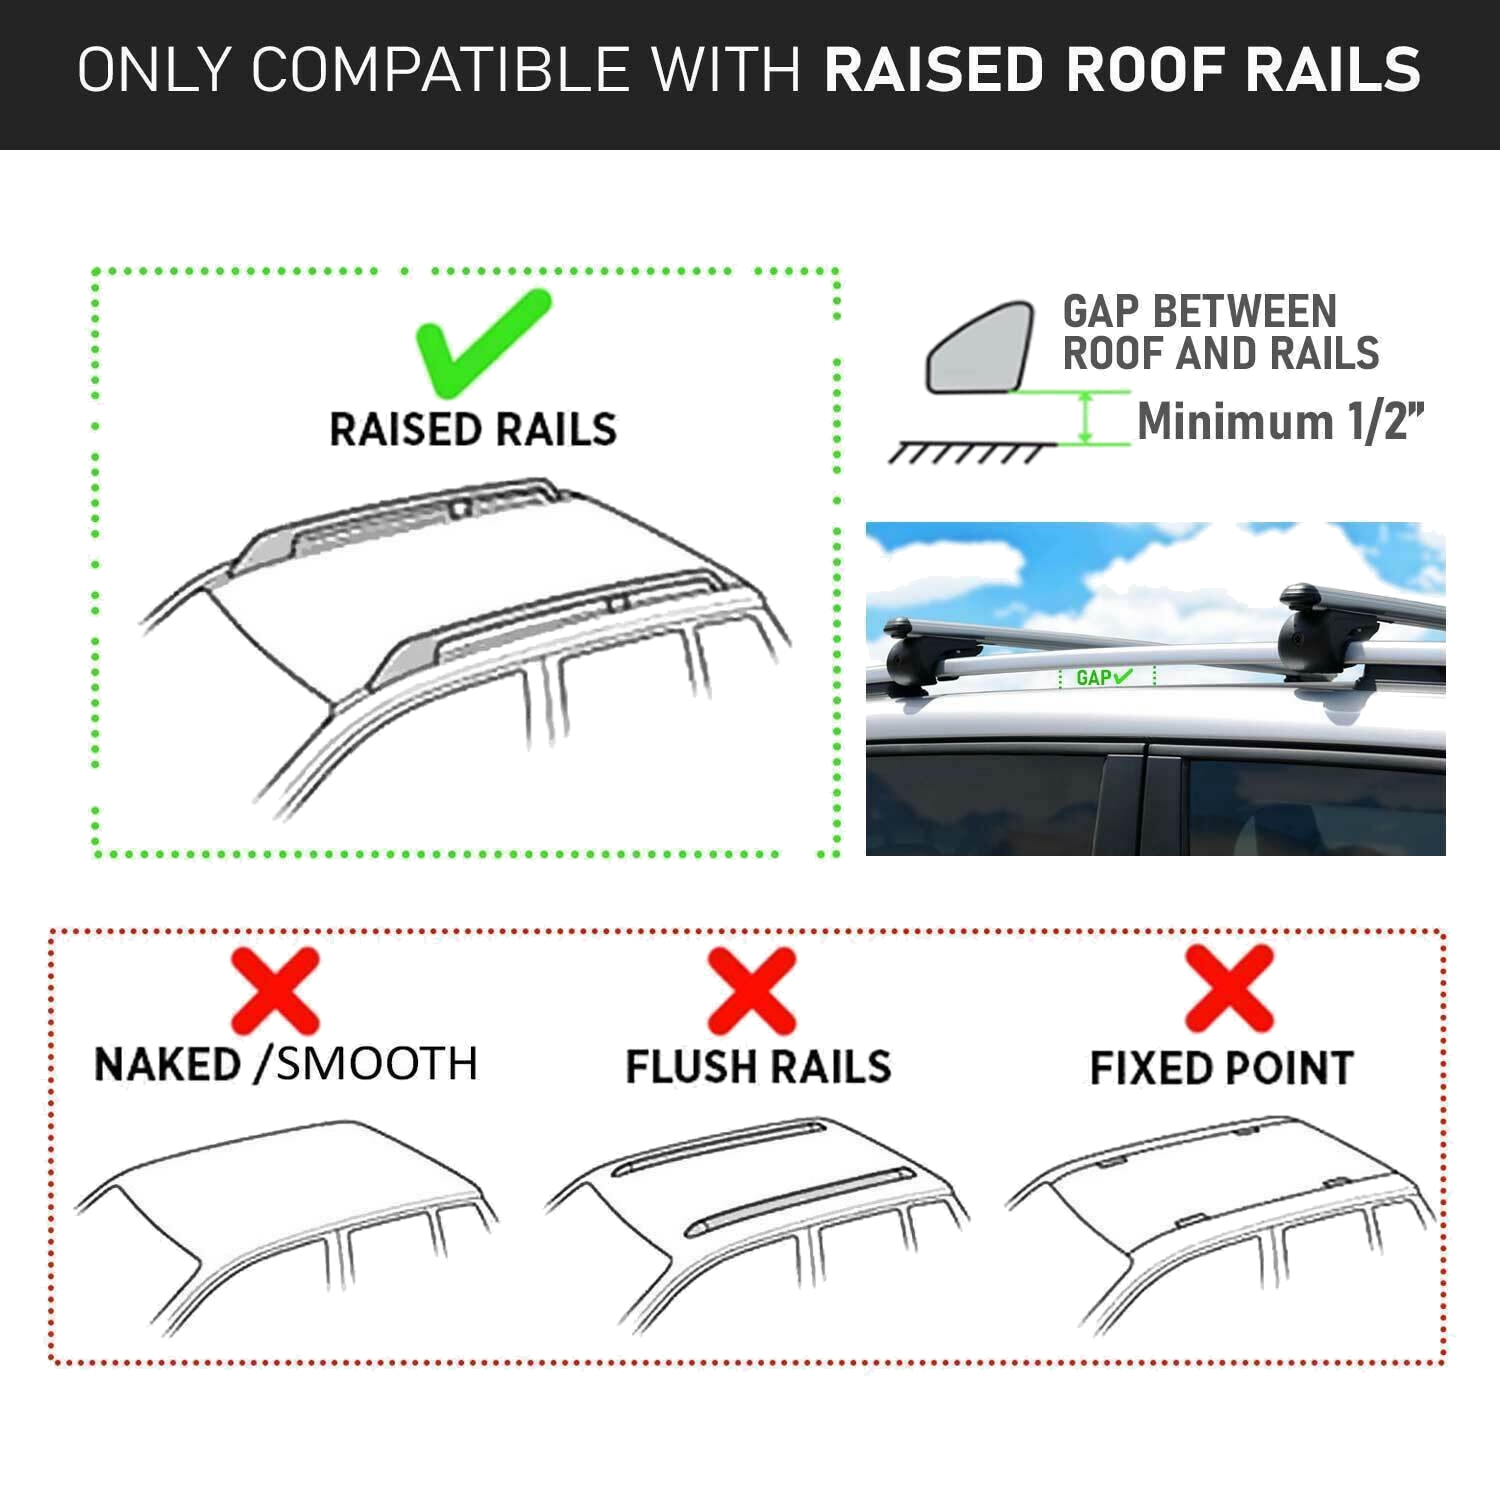 ONLY COMPATIBLE WITH RAISED ROOF RAILS
RAISED RAILS
GAP BETWEEN
ROOF AND RAILS
Minimum 1/2”
GAP
NAKED /SMOOTH
FLUSH RAILS
FIXED POINT